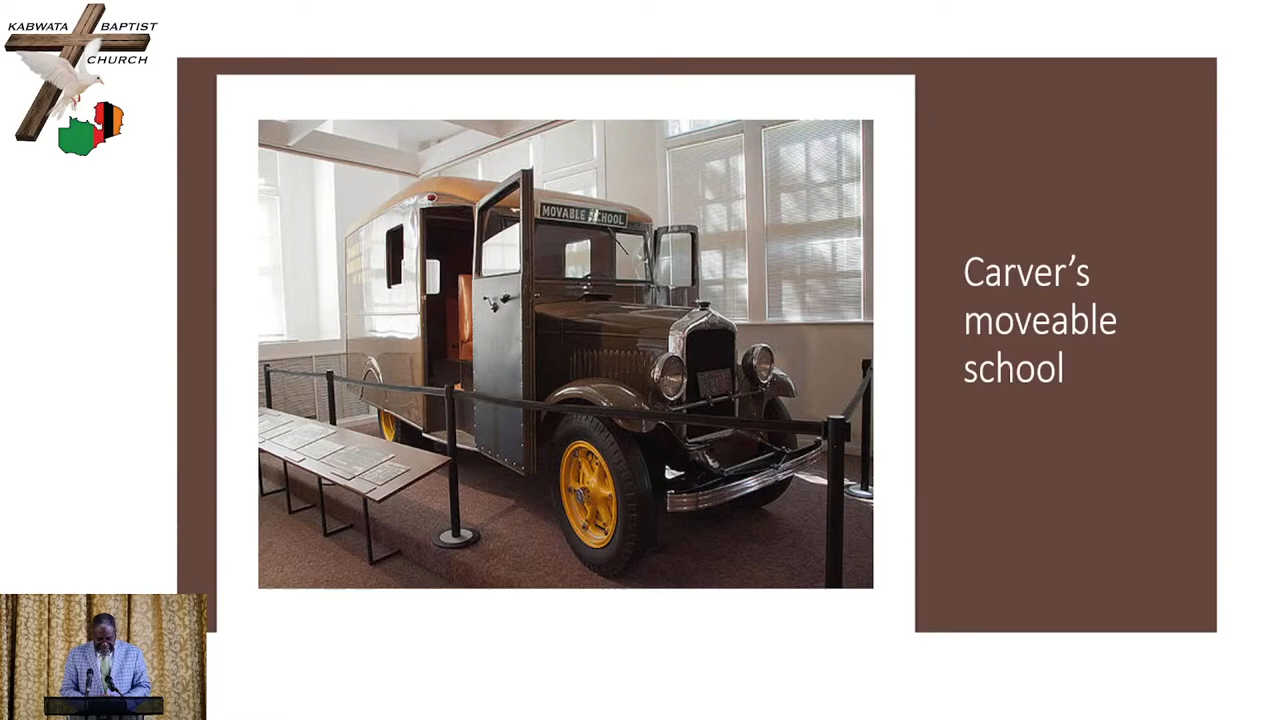 KABWATA BAPTIST
CHURCH
MOVABLE SCHOOL
Carver’s
moveable
school